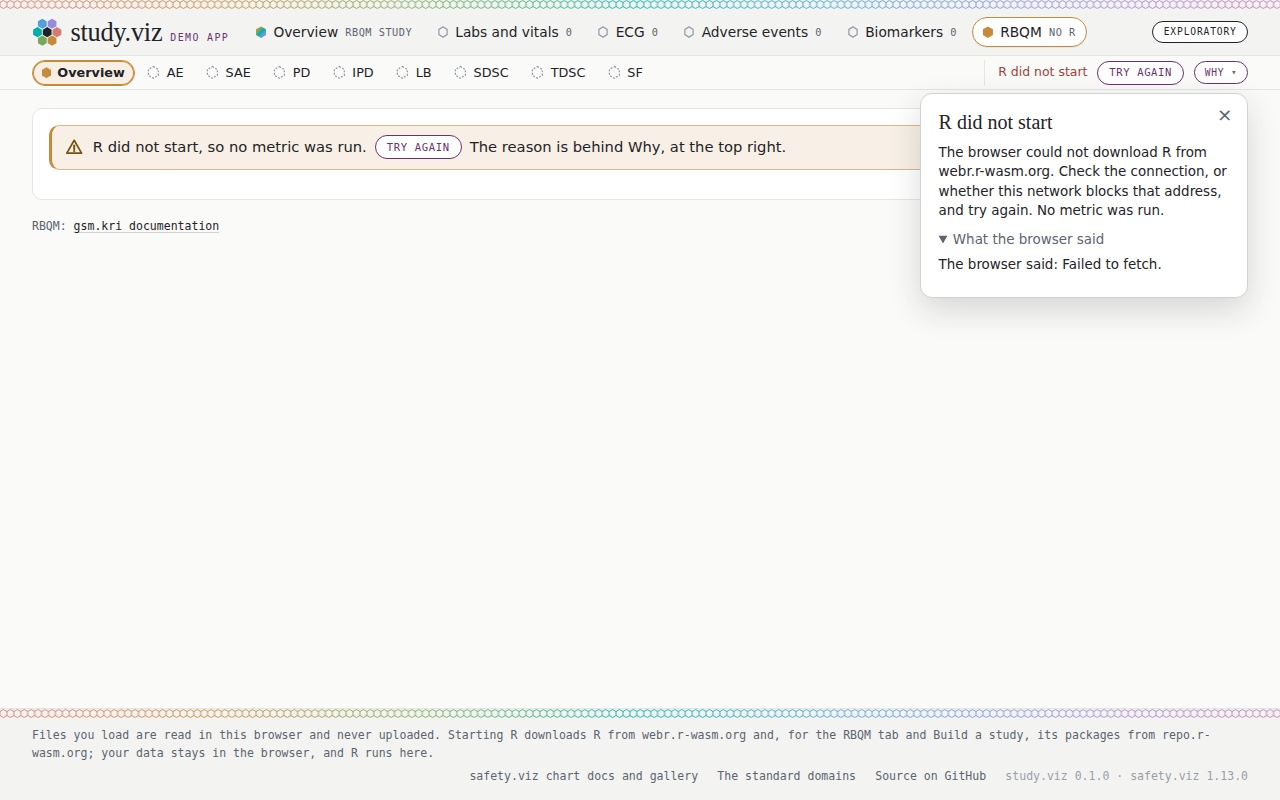 study.viz DEMO APP Overview RBQM STUDY Labs and vitals 0 ECG 0 Adverse events 0 Biomarkers 0 RBQM NO R EXPLORATORY
Overview AE SAE PD IPD LB SDSC TDSC SF R did not start TRY AGAIN WHY ▾
R did not start, so no metric was run. TRY AGAIN The reason is behind Why, at the top right.
RBQM: gsm.kri documentation
R did not start ✕
The browser could not download R from
webr.r-wasm.org. Check the connection, or
whether this network blocks that address,
and try again. No metric was run.
▼ What the browser said
The browser said: Failed to fetch.
Files you load are read in this browser and never uploaded. Starting R downloads R from webr.r-wasm.org and, for the RBQM tab and Build a study, its packages from repo.r-
wasm.org; your data stays in the browser, and R runs here.
safety.viz chart docs and gallery The standard domains Source on GitHub study.viz 0.1.0 · safety.viz 1.13.0